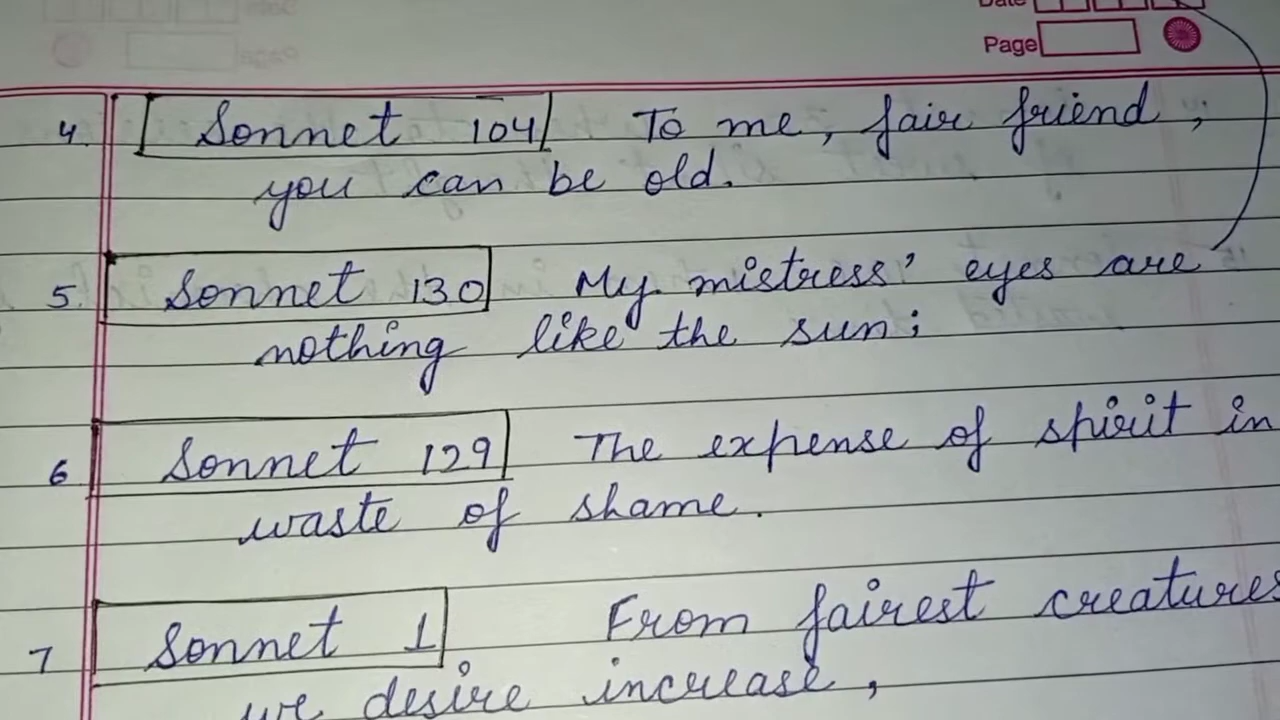 Date
Page
4. Sonnet 104 To me, fair friend,
you can be old.
5. Sonnet 130 My mistress' eyes are
nothing like the sun;
6 Sonnet 129 The expense of spirit in
waste of shame.
7 Sonnet 1 From fairest creatures
we desire increase,